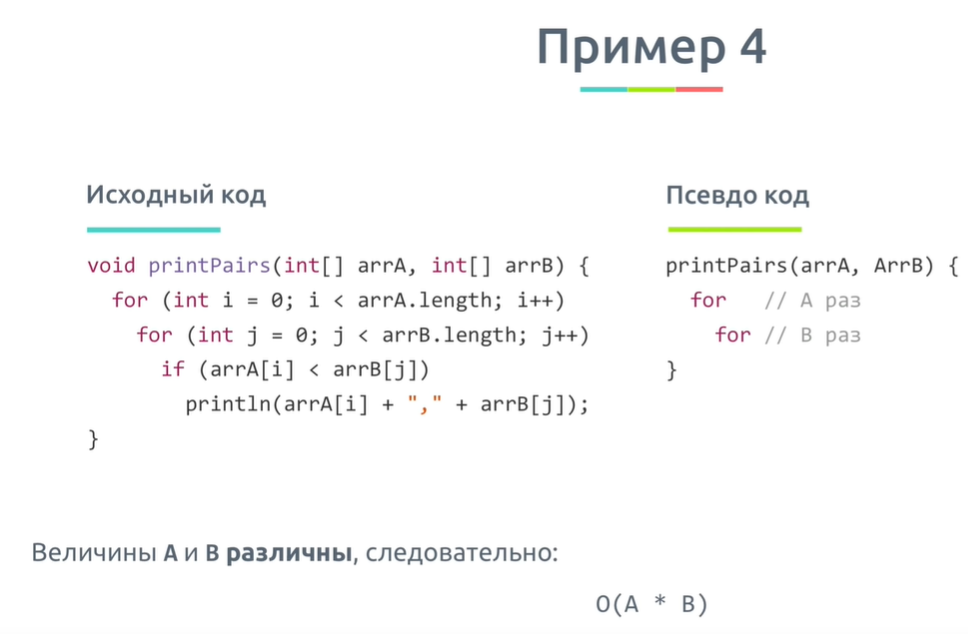 Пример 4
Исходный код
void printPairs(int[] arrA, int[] arrB) {
for (int i = 0; i < arrA.length; i++)
for (int j = 0; j < arrB.length; j++)
if (arrA[i] < arrB[j])
println(arrA[i] + "," + arrB[j]);
}
Псевдо код
printPairs(arrA, ArrB) {
for // A раз
for // B раз
}
Величины A и B различны, следовательно:
O(A * B)